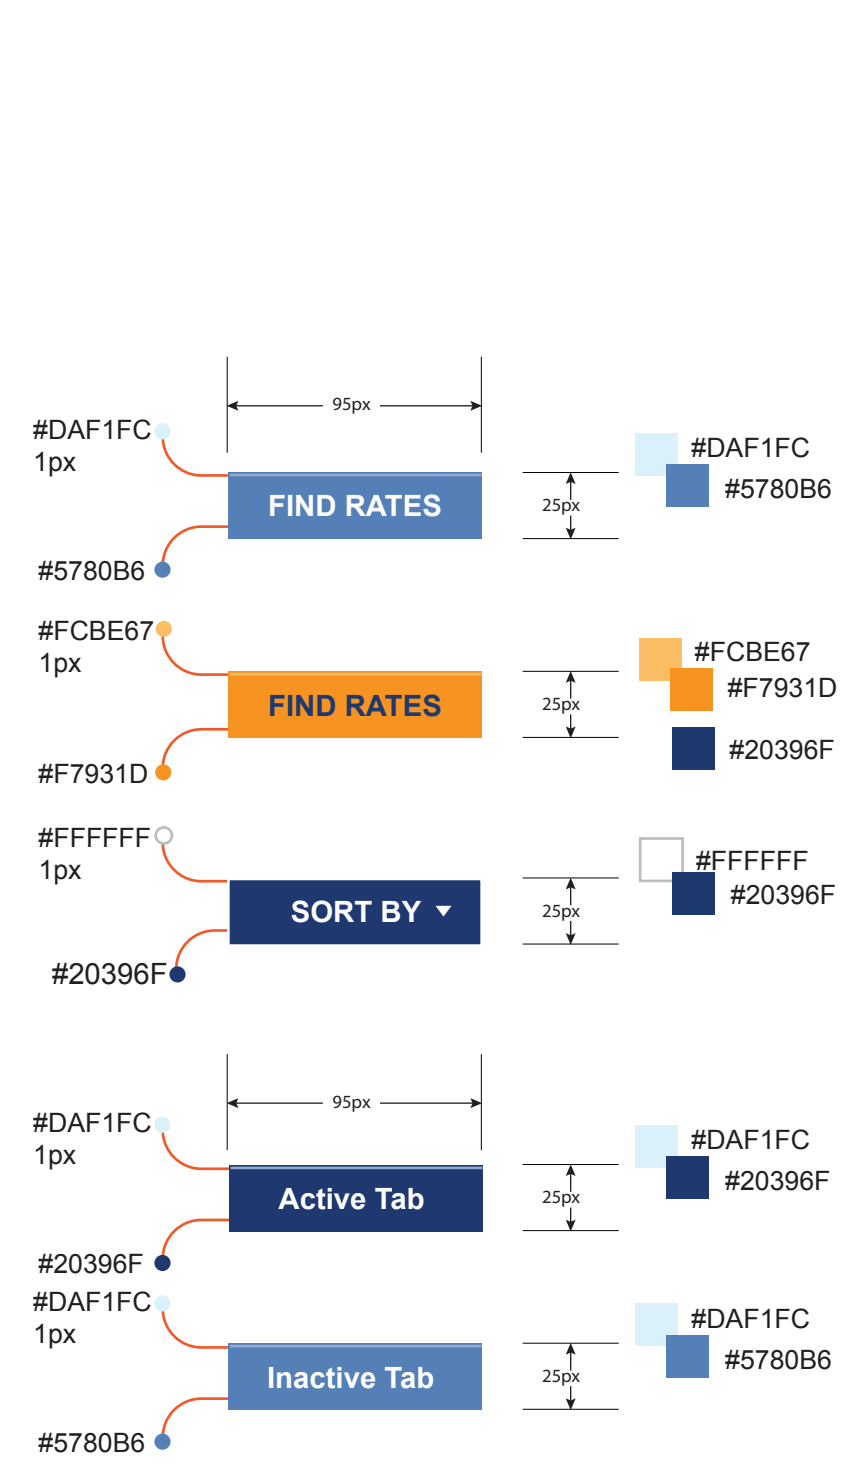 95px
#DAF1FC
1px
#DAF1FC
#5780B6
FIND RATES
25px
#5780B6
#FCBE67
1px
#FCBE67
#F7931D
FIND RATES
25px
#20396F
#F7931D
#FFFFFF
1px
#FFFFFF
#20396F
SORT BY
25px
#20396F
95px
#DAF1FC
1px
#DAF1FC
#20396F
Active Tab
25px
#20396F
#DAF1FC
1px
#DAF1FC
#5780B6
Inactive Tab
25px
#5780B6